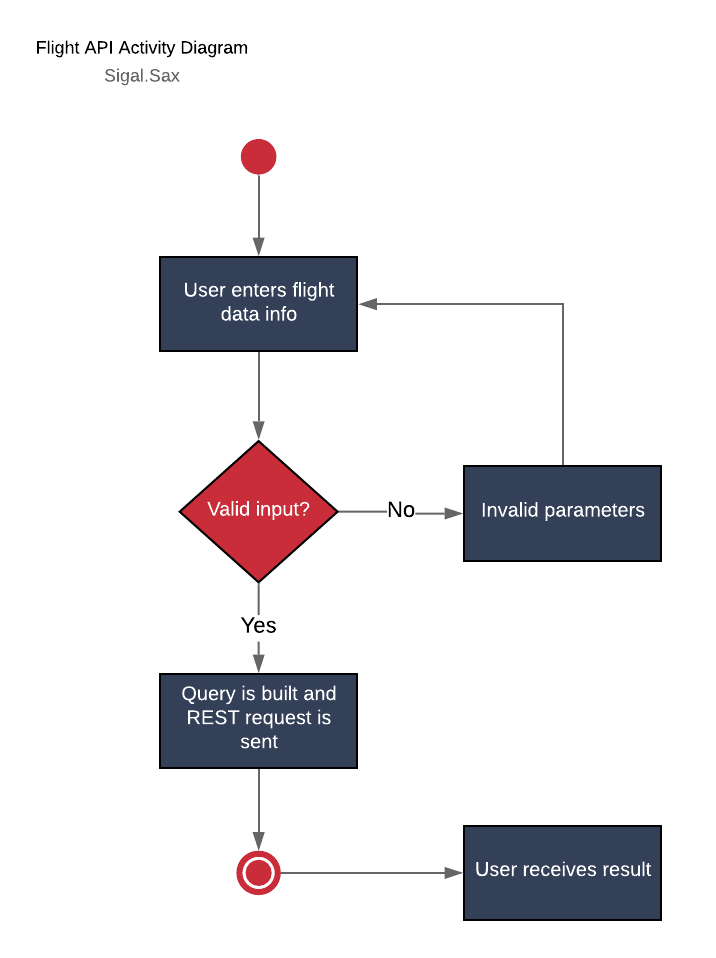 Flight API Activity Diagram
Sigal.Sax
User enters flight
data info
Valid input?
No
Invalid parameters
Yes
Query is built and
REST request is
sent
User receives result